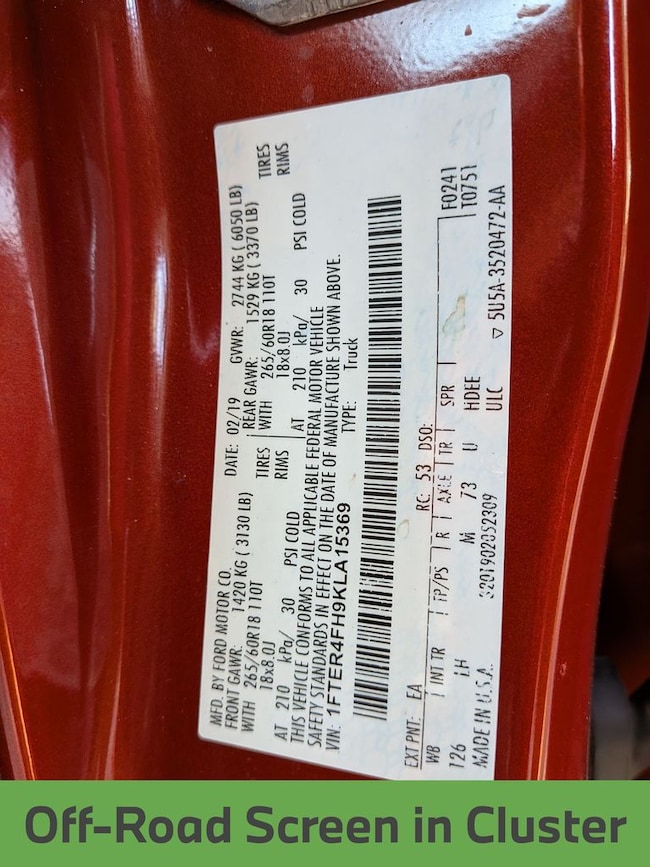 MFD. BY FORD MOTOR CO. DATE: 02/19 GVWR: 2744 KG ( 6050 LB)
FRONT GAWR: 1420 KG ( 3130 LB) REAR GAWR: 1529 KG ( 3370 LB)
WITH 265/60R18 110T TIRES WITH 265/60R18 110T TIRES
18x8.0J RIMS 18x8.0J RIMS
AT 210 kPa/ 30 PSI COLD AT 210 kPa/ 30 PSI COLD
THIS VEHICLE CONFORMS TO ALL APPLICABLE FEDERAL MOTOR VEHICLE
SAFETY STANDARDS IN EFFECT ON THE DATE OF MANUFACTURE SHOWN ABOVE.
VIN: 1FTER4FH9KLA15369 TYPE: Truck
EXT PNT: EA RC: 53 DSO: F0241
WB INT TR TP/PS R AXLE TR SPR T0751
126 LH M 73 U HDEE
ULC
MADE IN U.S.A. 3201902052309 ▽ 5U5A-3520472-AA
Off-Road Screen in Cluster